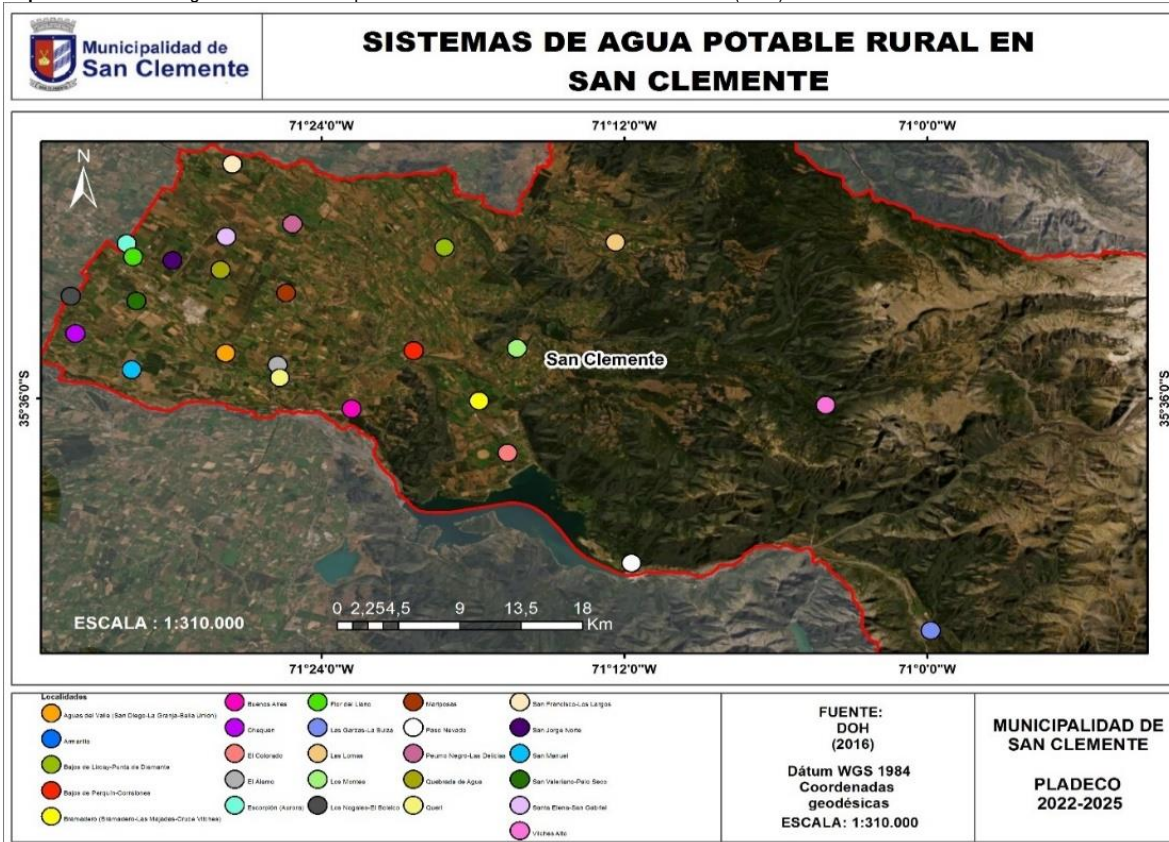 Municipalidad de
San Clemente
SISTEMAS DE AGUA POTABLE RURAL EN
SAN CLEMENTE
71°24'0"W
71°12'0"W
71°0'0"W
N
35°36'0"S
35°36'0"S
San Clemente
ESCALA : 1:310.000
0 2,25 4,5 9 13,5 18
Km
71°24'0"W
71°12'0"W
71°0'0"W
Localidades
Aguas del Valle (San Diego-La Granja-Bella Unión)
Armerillo
Bajos de Lircay-Punta de Diamante
Bajos de Perquín-Corralones
Bramadero (Bramadero-Las Majadas-Cruce Vilches)
Buenos Aires
Chequén
El Colorado
El Álamo
Escorpión (Aurora)
Flor del Llano
Las Garzas-La Suiza
Las Lomas
Los Montes
Los Nogales-El Bolsico
Mariposas
Paso Nevado
Peumo Negro-Las Delicias
Quebrada de Agua
Queri
San Francisco-Los Largos
San Jorge Norte
San Manuel
San Valeriano-Pelo Seco
Santa Elena-San Gabriel
Vilches Alto
FUENTE:
DOH
(2016)
Dátum WGS 1984
Coordenadas
geodésicas
ESCALA: 1:310.000
MUNICIPALIDAD DE
SAN CLEMENTE
PLADECO
2022-2025